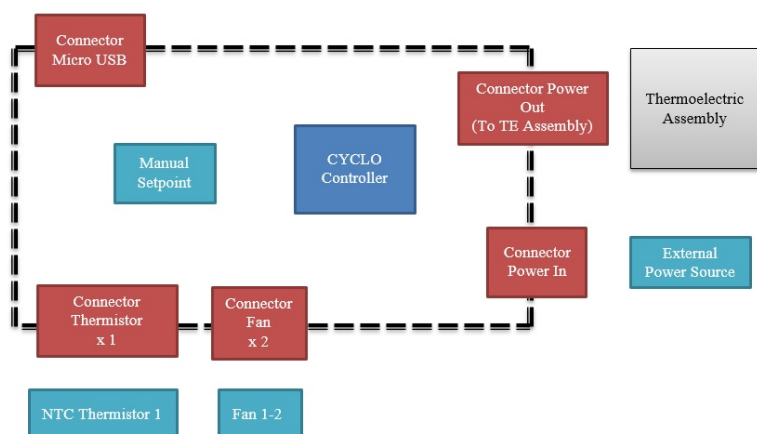 Connector
Micro USB
Connector Power
Out
(To TE Assembly)
Thermoelectric
Assembly
Manual
Setpoint
CYCLO
Controller
Connector
Power In
External
Power Source
Connector
Thermistor
x 1
Connector
Fan
x 2
NTC Thermistor 1
Fan 1-2